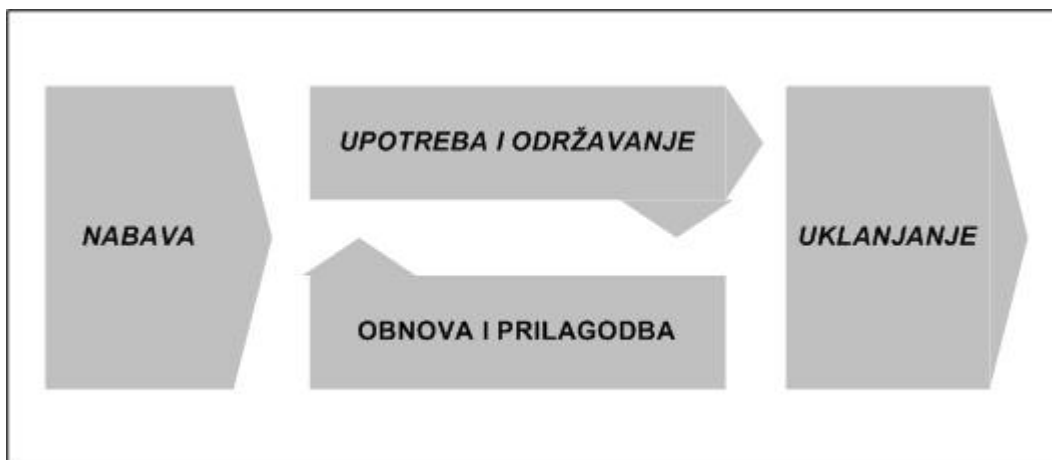 NABAVA
UPOTREBA I ODRŽAVANJE
OBNOVA I PRILAGODBA
UKLANJANJE